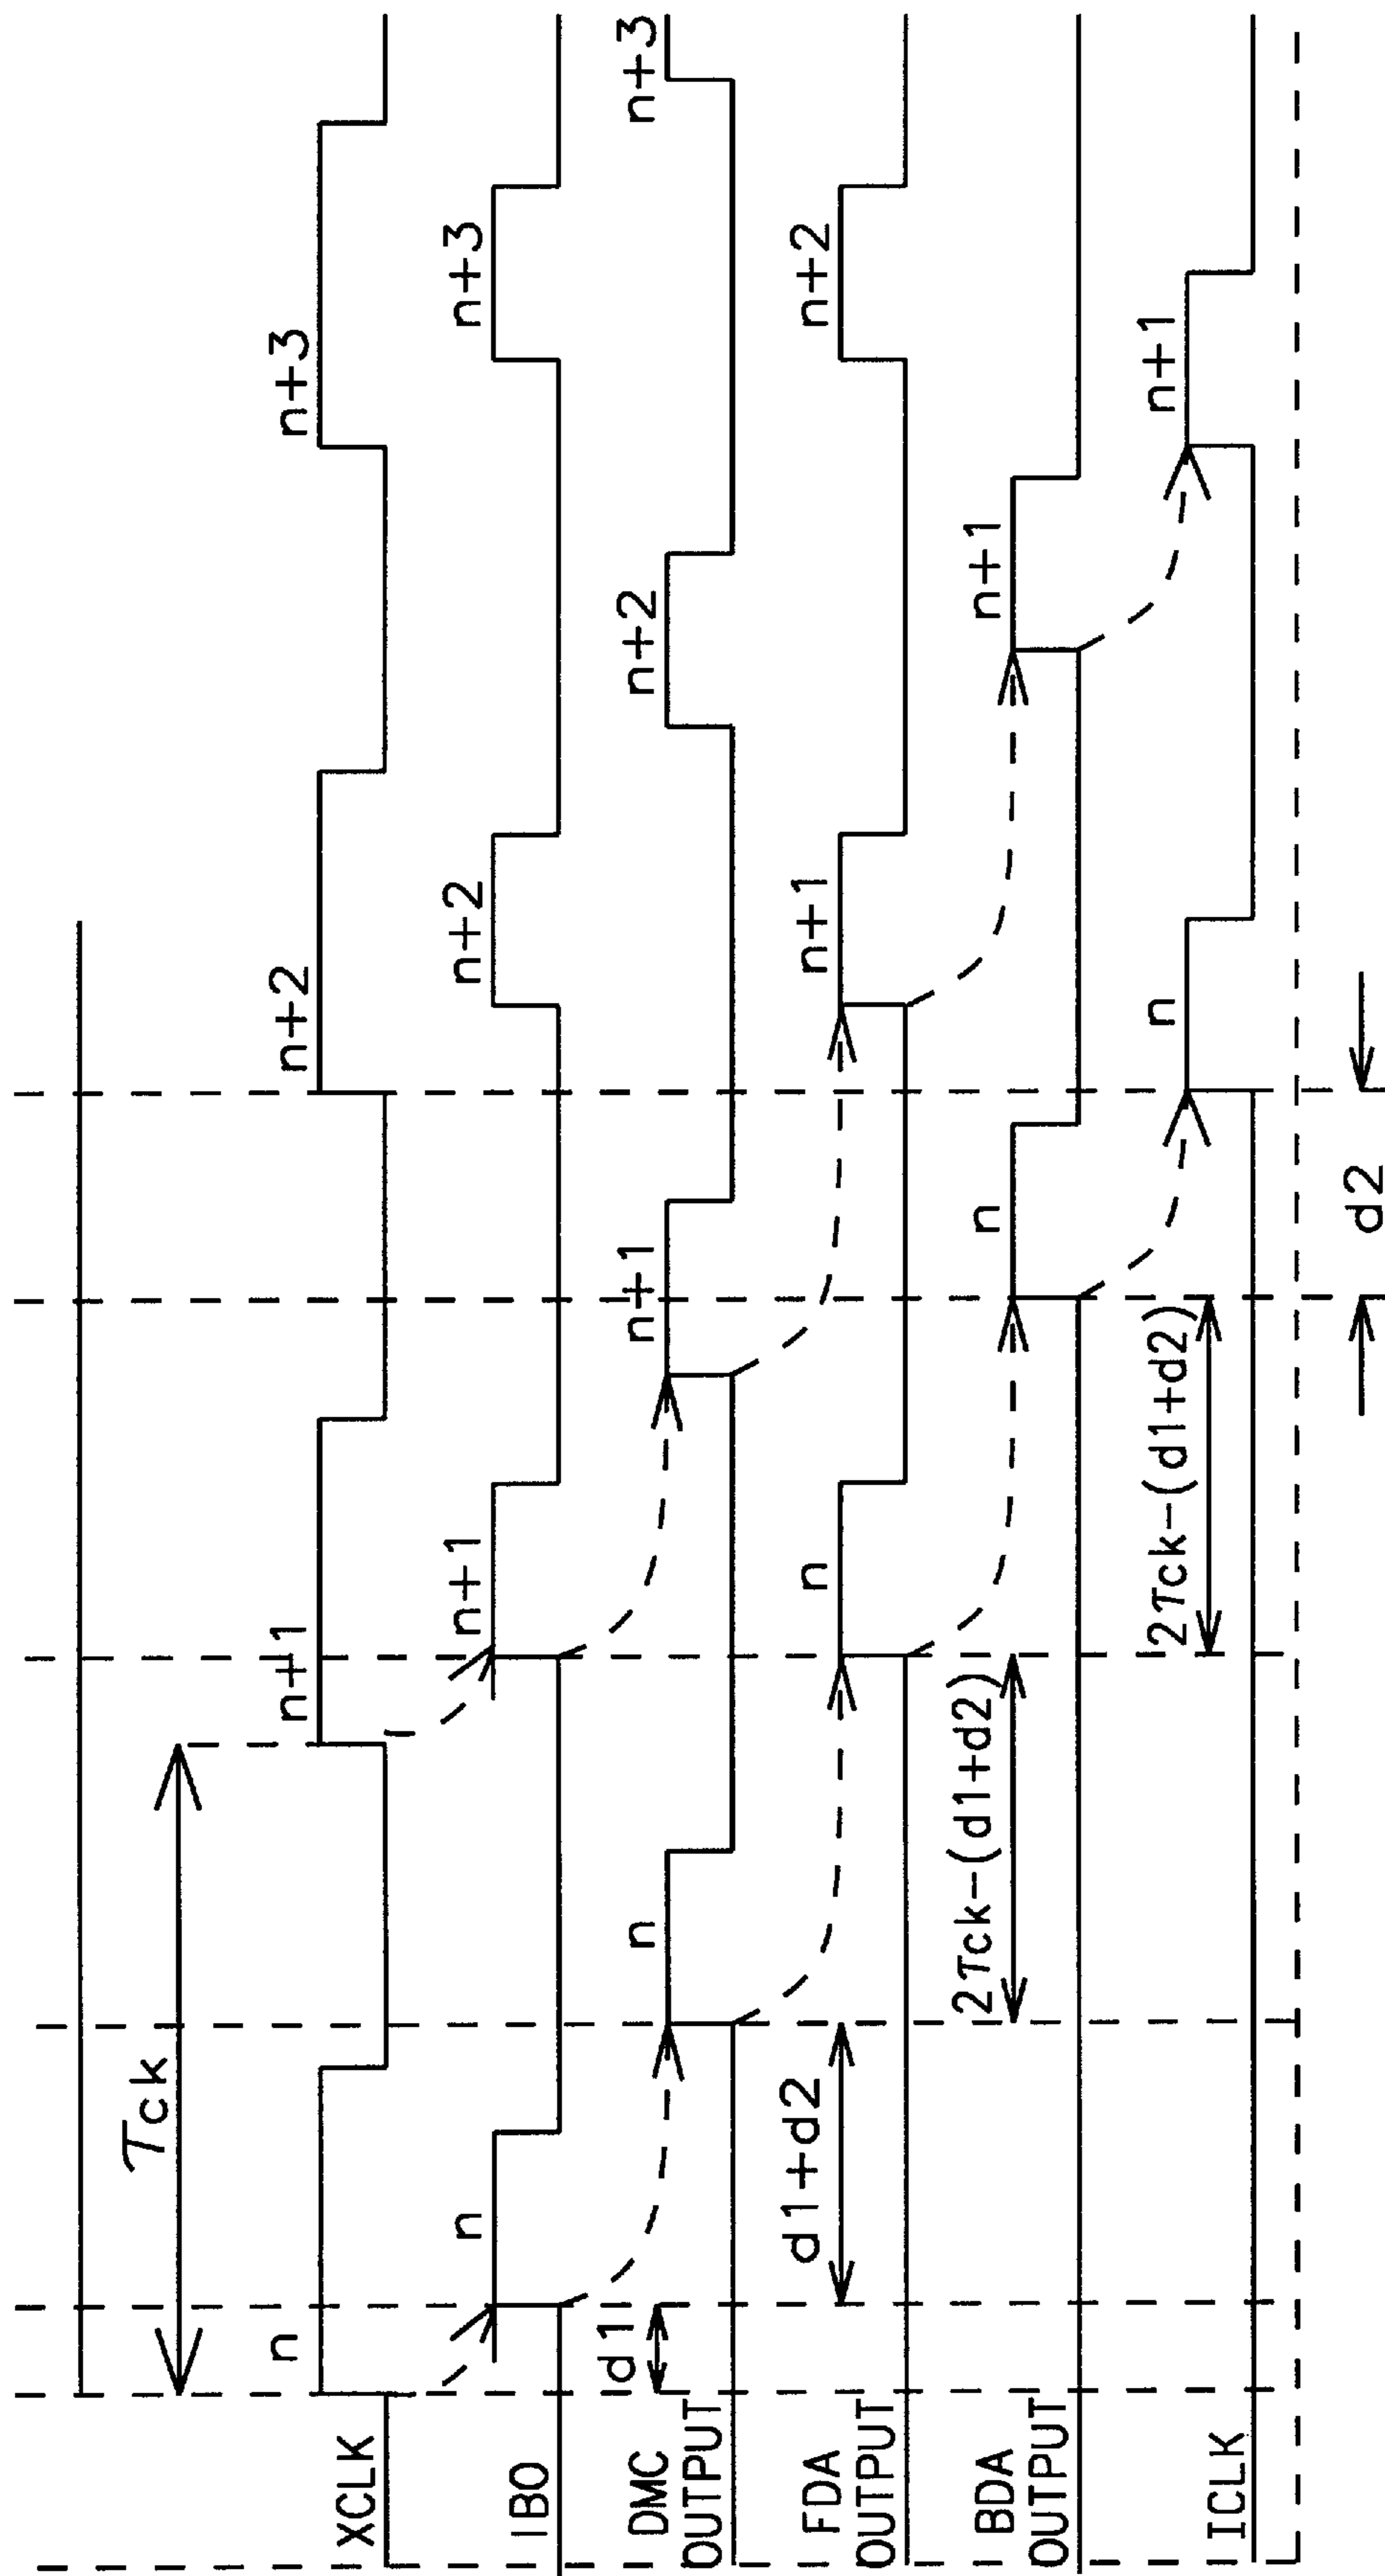 τck
XCLK
n
n+1
n+2
n+3
IBO
n
n+1
n+2
n+3
d1
DMC
OUTPUT
n
n+1
n+2
n+3
d1+d2
FDA
OUTPUT
n
n+1
n+2
2τck-(d1+d2)
BDA
OUTPUT
n
n+1
2τck-(d1+d2)
ICLK
n
n+1
d2